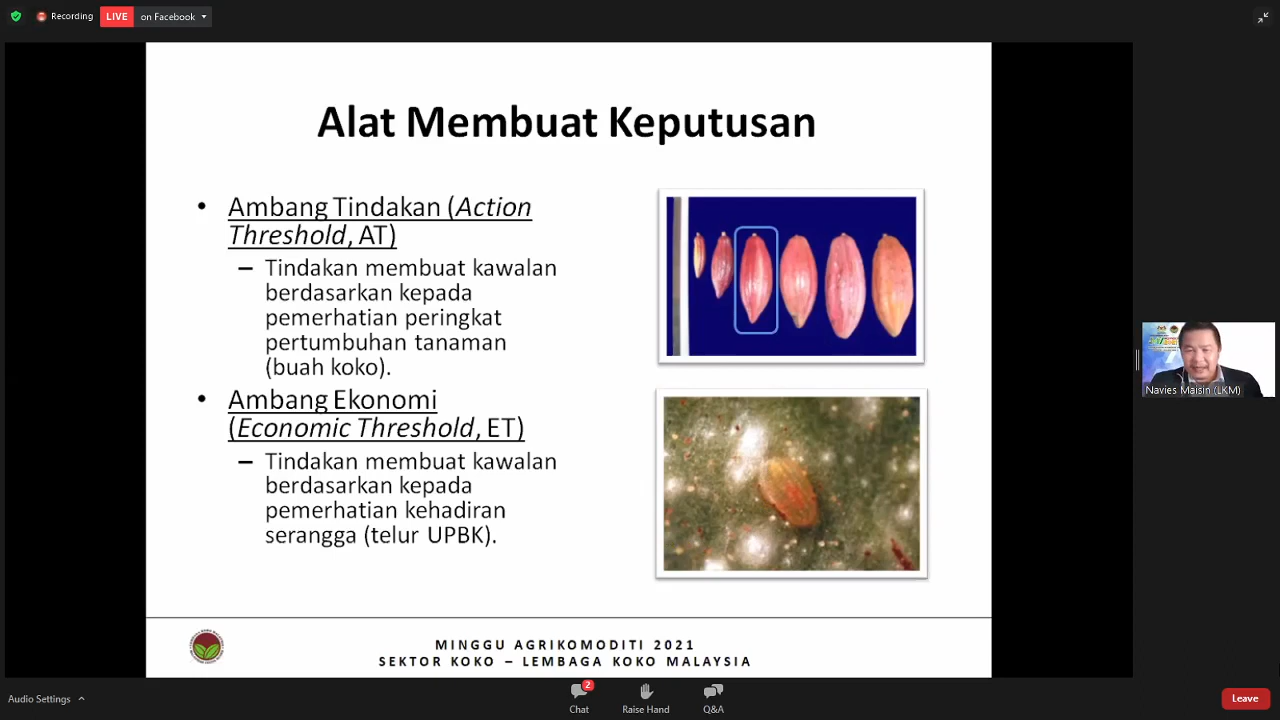 Recording
LIVE
on Facebook
Alat Membuat Keputusan
• Ambang Tindakan (Action
Threshold, AT)
– Tindakan membuat kawalan
berdasarkan kepada
pemerhatian peringkat
pertumbuhan tanaman
(buah koko).
• Ambang Ekonomi
(Economic Threshold, ET)
– Tindakan membuat kawalan
berdasarkan kepada
pemerhatian kehadiran
serangga (telur UPBK).
MINGGU AGRIKOMODITI 2021
SEKTOR KOKO – LEMBAGA KOKO MALAYSIA
Navies Maisin (LKM)
Audio Settings
2
Chat
Raise Hand
Q&A
Leave